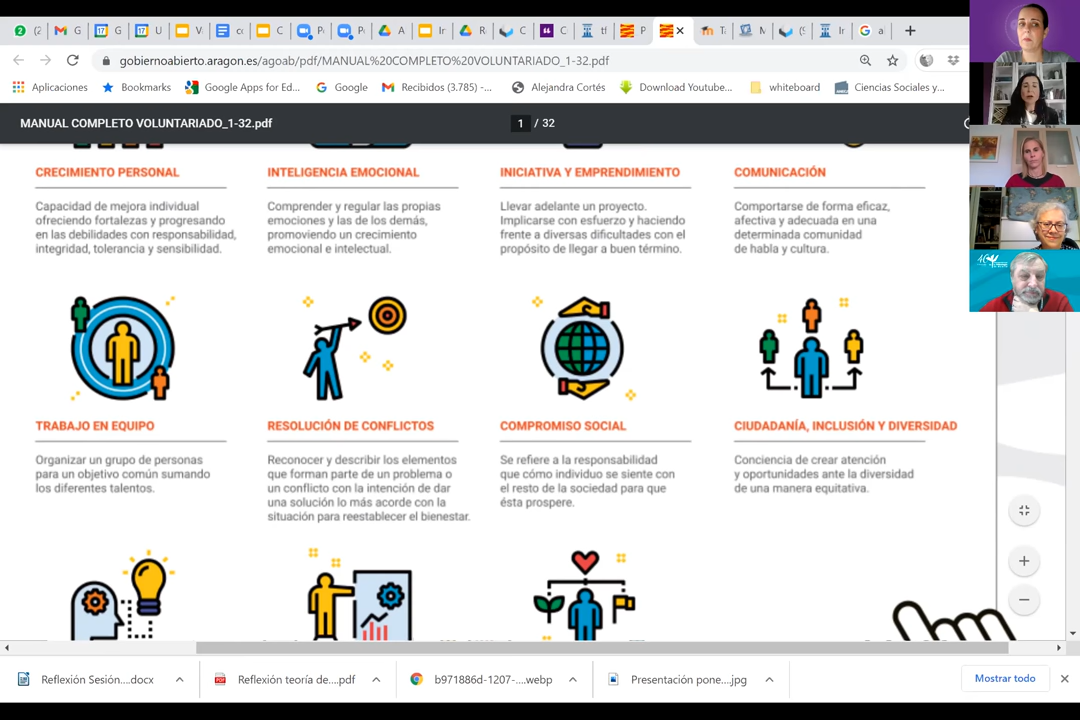 (2
G
G
U
V
co
C
P
P
A
Ir
R
C
C
tl
P
Ta
M
(!
Ir
a
gobiernoabierto.aragon.es/agoab/pdf/MANUAL%20COMPLETO%20VOLUNTARIADO_1-32.pdf
Aplicaciones
Bookmarks
Google Apps for Ed...
Google
Recibidos (3.785) -...
Alejandra Cortés
Download Youtube...
whiteboard
Ciencias Sociales y...
MANUAL COMPLETO VOLUNTARIADO_1-32.pdf
1 / 32
CRECIMIENTO PERSONAL
Capacidad de mejora individual
ofreciendo fortalezas y progresando
en las debilidades con responsabilidad,
integridad, tolerancia y sensibilidad.
INTELIGENCIA EMOCIONAL
Comprender y regular las propias
emociones y las de los demás,
promoviendo un crecimiento
emocional e intelectual.
INICIATIVA Y EMPRENDIMIENTO
Llevar adelante un proyecto.
Implicarse con esfuerzo y haciendo
frente a diversas dificultades con el
propósito de llegar a buen término.
COMUNICACIÓN
Comportarse de forma eficaz,
afectiva y adecuada en una
determinada comunidad
de habla y cultura.
TRABAJO EN EQUIPO
Organizar un grupo de personas
para un objetivo común sumando
los diferentes talentos.
RESOLUCIÓN DE CONFLICTOS
Reconocer y describir los elementos
que forman parte de un problema o
un conflicto con la intención de dar
una solución lo más acorde con la
situación para reestablecer el bienestar.
COMPROMISO SOCIAL
Se refiere a la responsabilidad
que cómo individuo se siente con
el resto de la sociedad para que
ésta prospere.
CIUDADANÍA, INCLUSIÓN Y DIVERSIDAD
Conciencia de crear atención
y oportunidades ante la diversidad
de una manera equitativa.
Reflexión Sesión....docx
Reflexión teoría de....pdf
b971886d-1207-....webp
Presentación pone....jpg
Mostrar todo